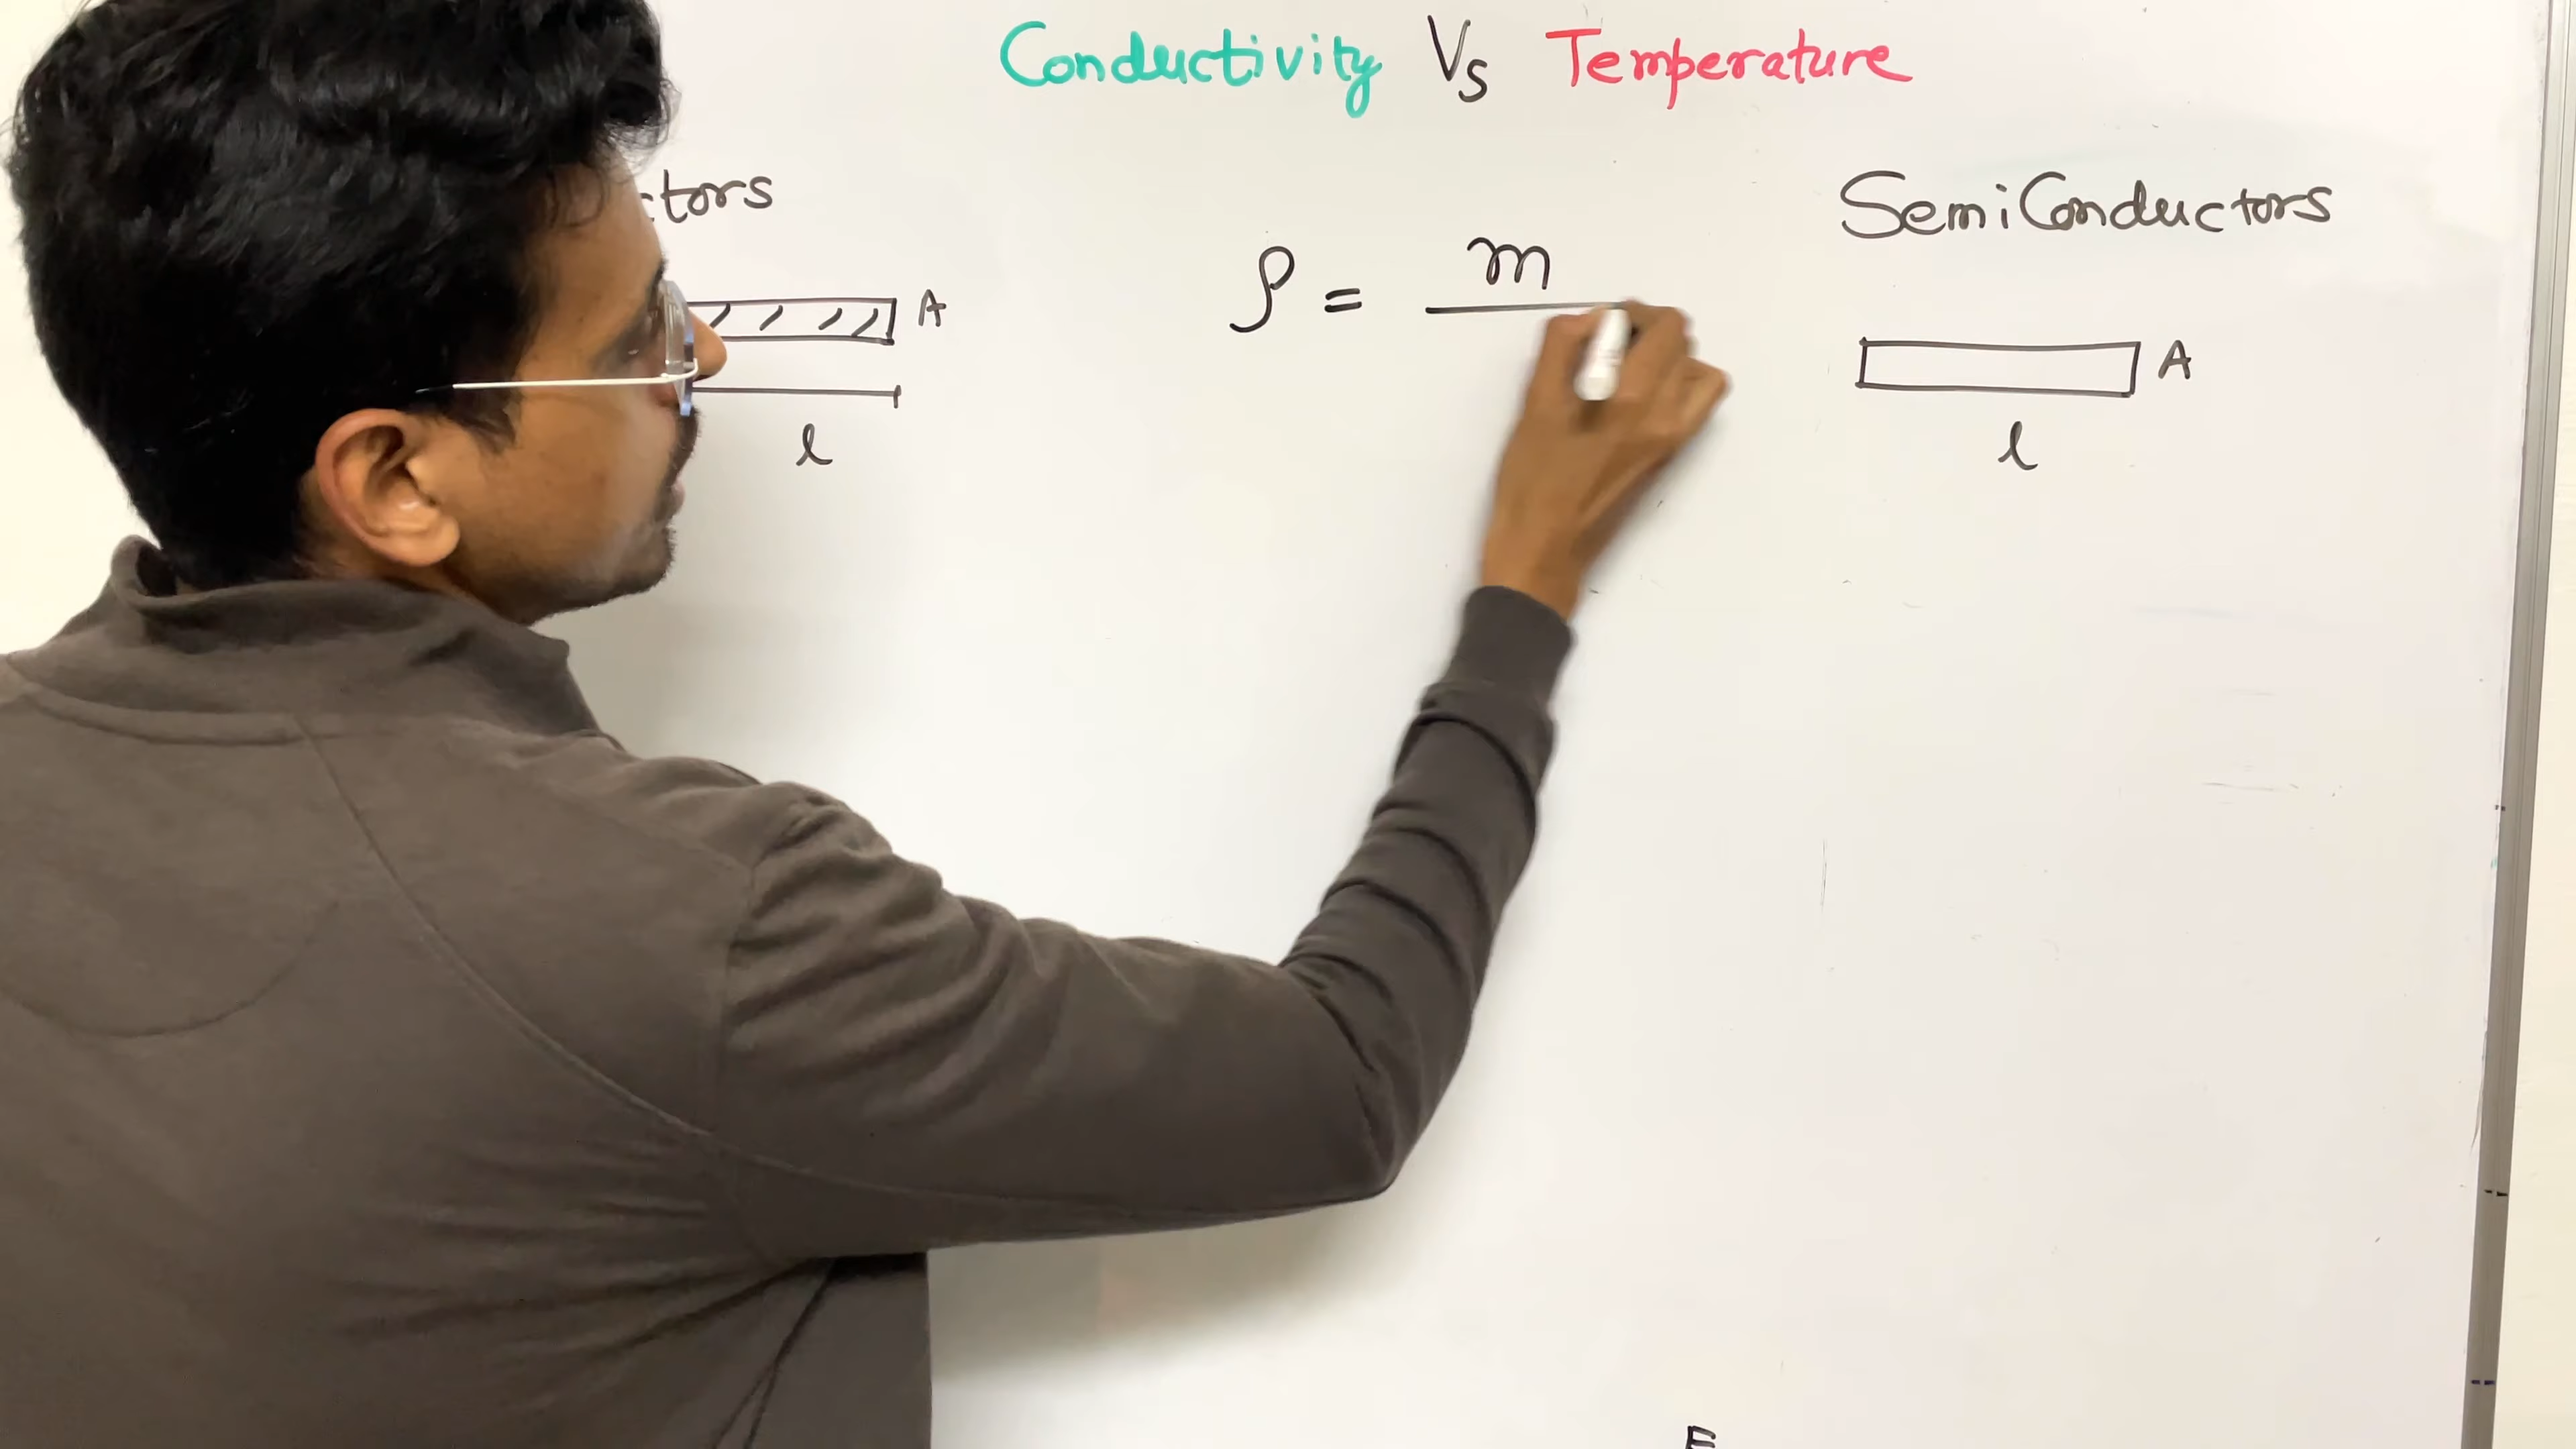 Conductivity Vs Temperature
ctors
SemiConductors
ρ = m
A
A
l
l
E